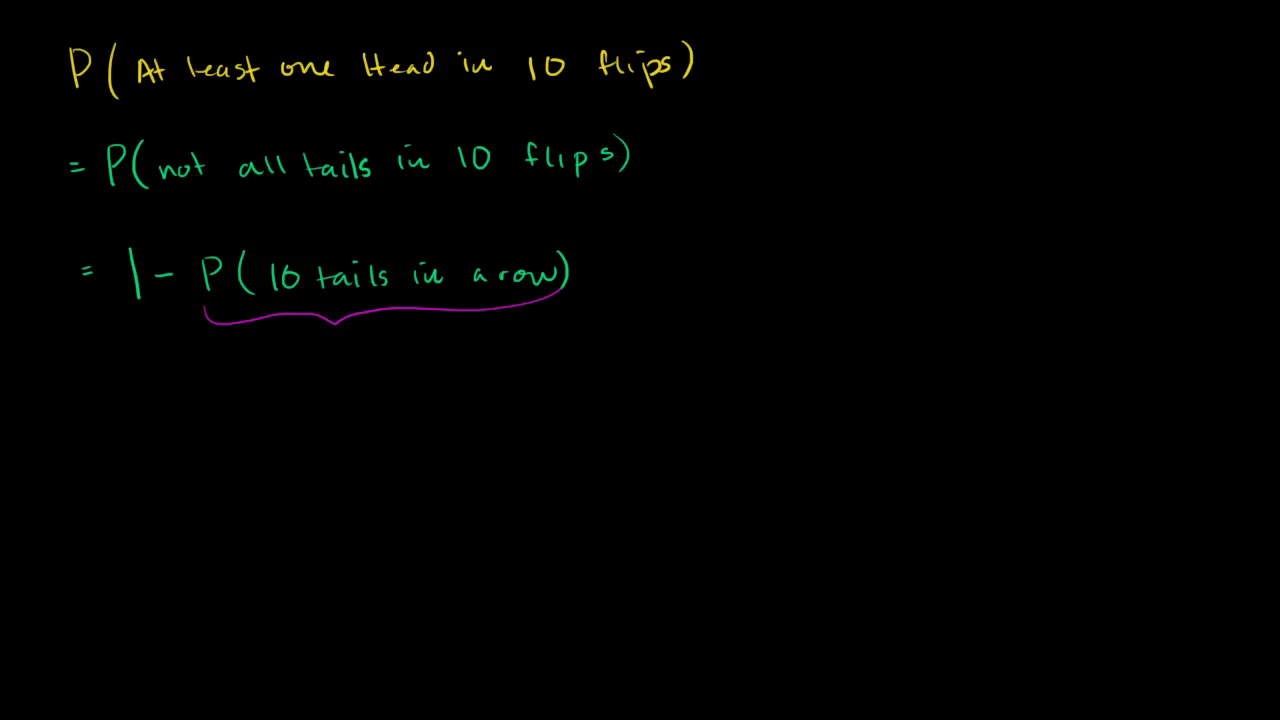 P(At least one Head in 10 flips)
= P(not all tails in 10 flips)
= 1 - P(10 tails in a row)